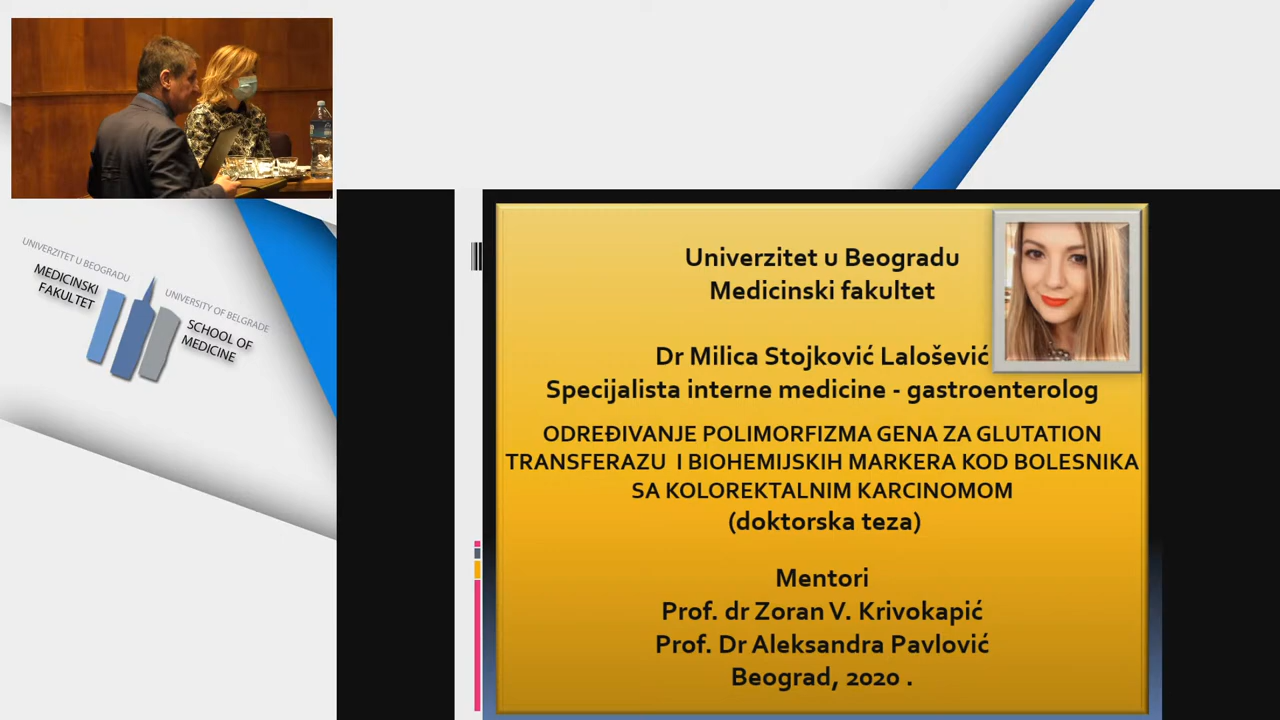 UNIVERZITET U BEOGRADU
MEDICINSKI
FAKULTET
UNIVERSITY OF BELGRADE
SCHOOL OF
MEDICINE
Univerzitet u Beogradu
Medicinski fakultet
Dr Milica Stojković Lalošević
Specijalista interne medicine - gastroenterolog
ODREĐIVANJE POLIMORFIZMA GENA ZA GLUTATION
TRANSFERAZU I BIOHEMIJSKIH MARKERA KOD BOLESNIKA
SA KOLOREKTALNIM KARCINOMOM
(doktorska teza)
Mentori
Prof. dr Zoran V. Krivokapić
Prof. Dr Aleksandra Pavlović
Beograd, 2020 .